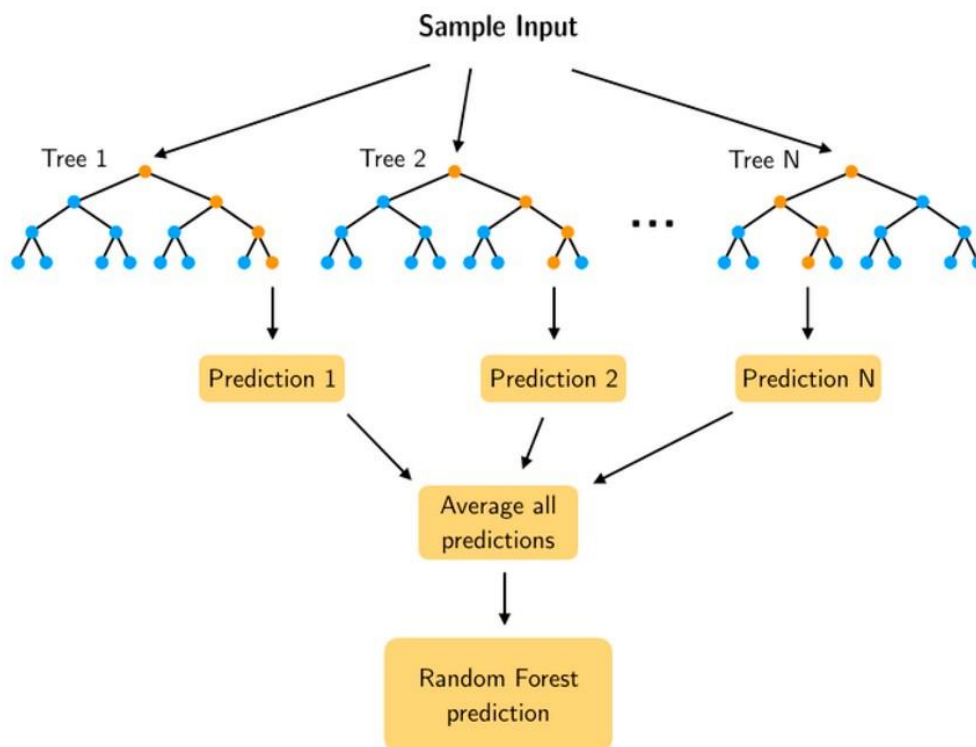 Sample Input
Tree 1
Tree 2
Tree N
...
Prediction 1
Prediction 2
Prediction N
Average all
predictions
Random Forest
prediction